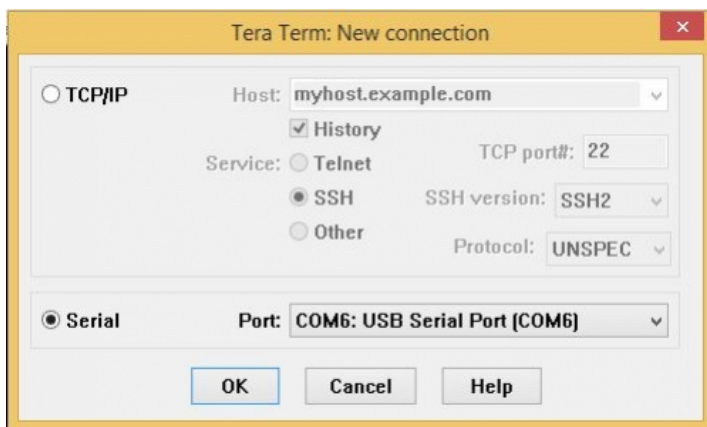 Tera Term: New connection
TCP/IP
Host: myhost.example.com
History
Service: Telnet
TCP port#: 22
SSH
SSH version: SSH2
Other
Protocol: UNSPEC
Serial
Port: COM6: USB Serial Port (COM6)
OK Cancel Help